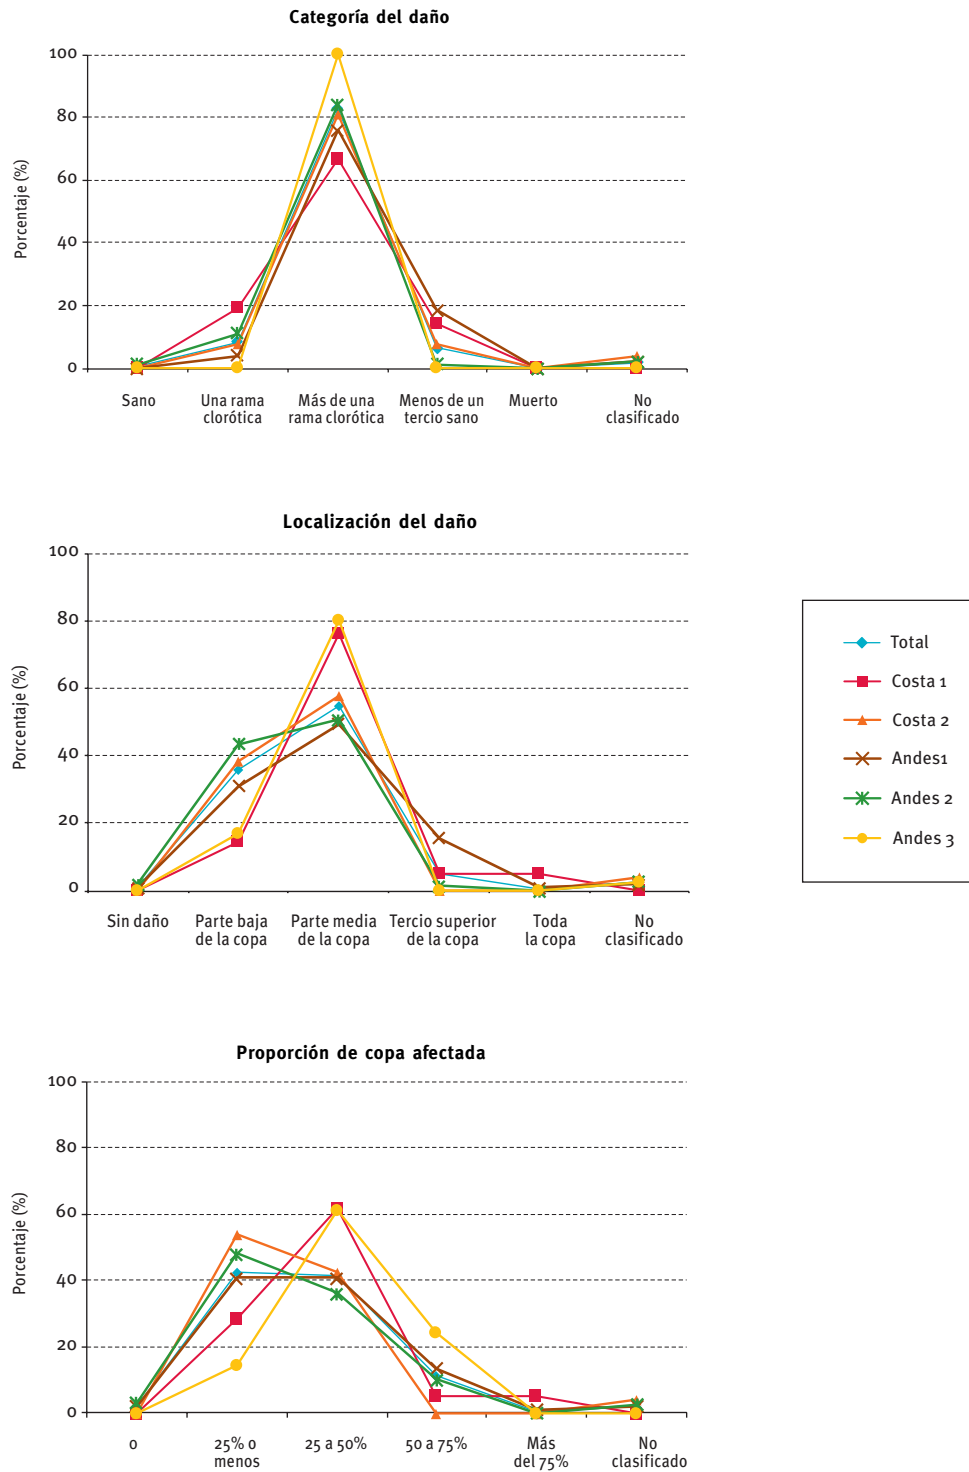 Categoría del daño
Porcentaje (%)
100
80
60
40
20
0
Sano
Una rama
clorótica
Más de una
rama clorótica
Menos de un
tercio sano
Muerto
No
clasificado
Localización del daño
Porcentaje (%)
100
80
60
40
20
0
Sin daño
Parte baja
de la copa
Parte media
de la copa
Tercio superior
de la copa
Toda
la copa
No
clasificado
Total
Costa 1
Costa 2
Andes1
Andes 2
Andes 3
Proporción de copa afectada
Porcentaje (%)
100
80
60
40
20
0
0
25% o
menos
25 a 50%
50 a 75%
Más
del 75%
No
clasificado